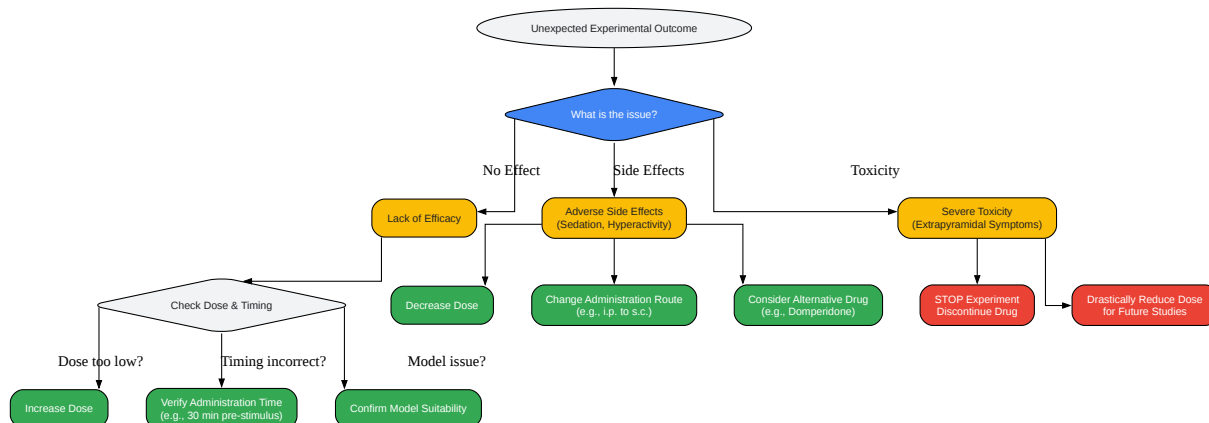 Unexpected Experimental Outcome
What is the issue?
No Effect
Side Effects
Toxicity
Lack of Efficacy
Adverse Side Effects
(Sedation, Hyperactivity)
Severe Toxicity
(Extrapyramidal Symptoms)
Check Dose & Timing
Decrease Dose
Change Administration Route
(e.g., i.p. to s.c.)
Consider Alternative Drug
(e.g., Domperidone)
STOP Experiment
Discontinue Drug
Drastically Reduce Dose
for Future Studies
Dose too low?
Timing incorrect?
Model issue?
Increase Dose
Verify Administration Time
(e.g., 30 min pre-stimulus)
Confirm Model Suitability